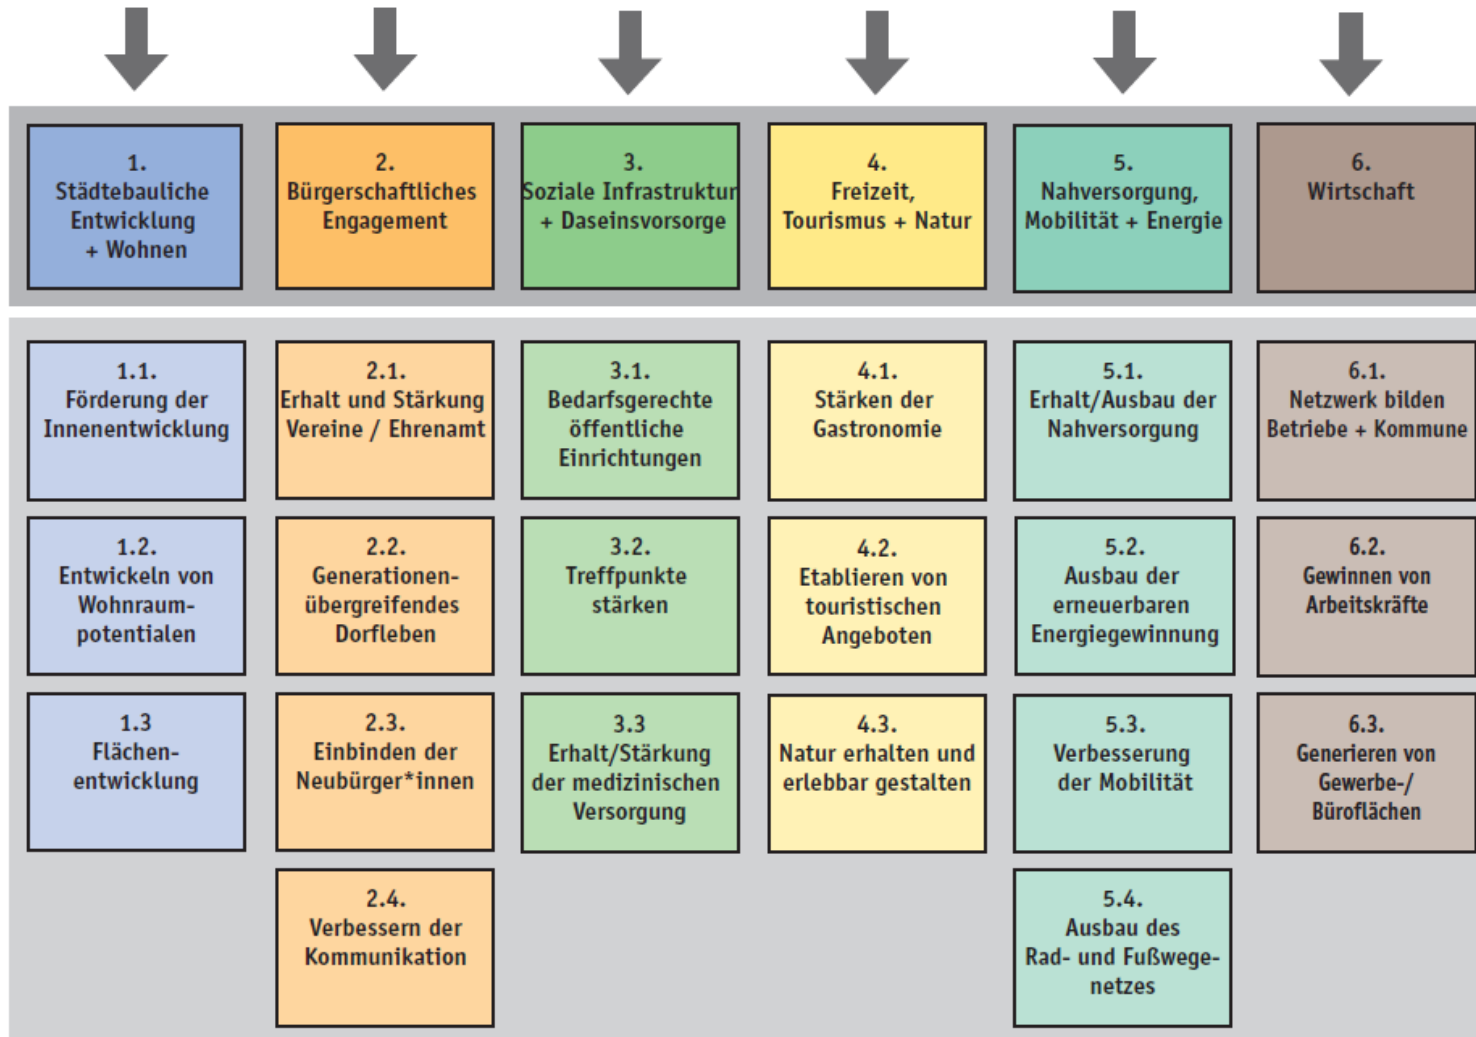 1.
Städtebauliche
Entwicklung
+ Wohnen
2.
Bürgerschaftliches
Engagement
3.
Soziale Infrastuktur
+ Daseinsvorsorge
4.
Freizeit,
Tourismus + Natur
5.
Nahversorgung,
Mobilität + Energie
6.
Wirtschaft
1.1.
Förderung der
Innenentwicklung
2.1.
Erhalt und Stärkung
Vereine / Ehrenamt
3.1.
Bedarfsgerechte
öffentliche
Einrichtungen
4.1.
Stärken der
Gastronomie
5.1.
Erhalt/Ausbau der
Nahversorgung
6.1.
Netzwerk bilden
Betriebe + Kommune
1.2.
Entwickeln von
Wohnraum-
potentialen
2.2.
Generationen-
übergreifendes
Dorfleben
3.2.
Treffpunkte
stärken
4.2.
Etablieren von
touristischen
Angeboten
5.2.
Ausbau der
erneuerbaren
Energiegewinnung
6.2.
Gewinnen von
Arbeitskräfte
1.3
Flächen-
entwicklung
2.3.
Einbinden der
Neubürger*innen
3.3
Erhalt/Stärkung
der medizinischen
Versorgung
4.3.
Natur erhalten und
erlebbar gestalten
5.3.
Verbesserung
der Mobilität
6.3.
Generieren von
Gewerbe-/
Büroflächen
2.4.
Verbessern der
Kommunikation
5.4.
Ausbau des
Rad- und Fußwege-
netzes